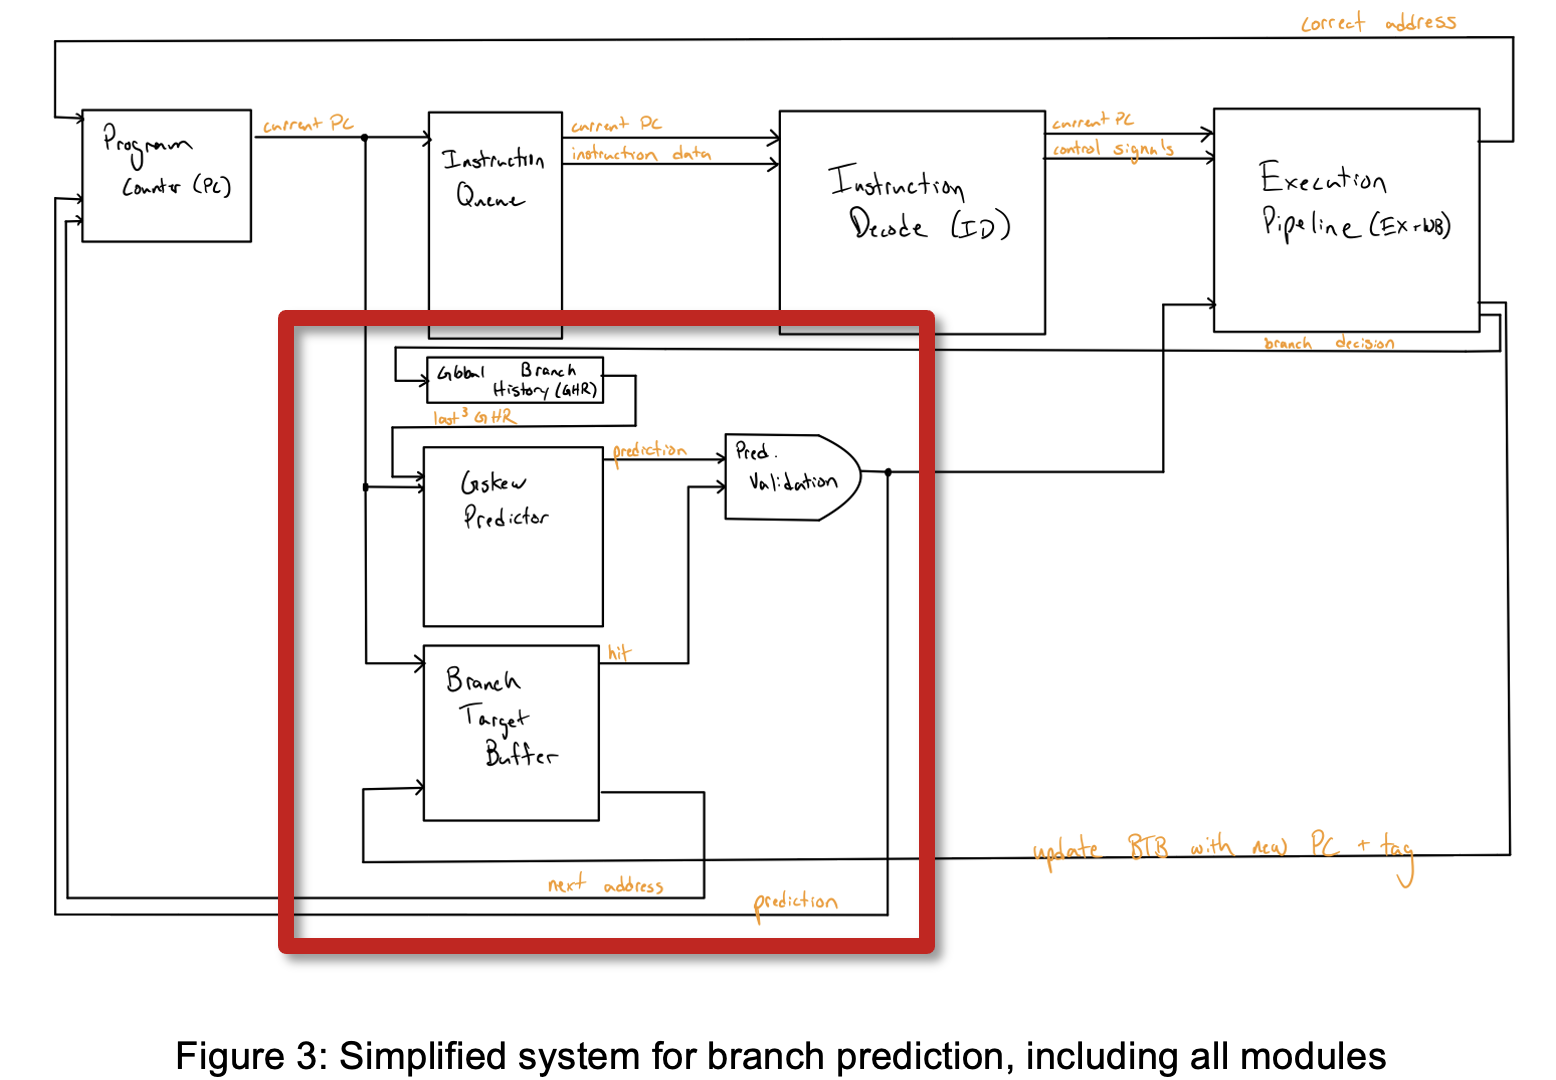 correct address
Program
Counter (PC)
current PC
Instruction
Queue
current PC
instruction data
Instruction
Decode (ID)
current PC
control signals
Execution
Pipeline (EX→WB)
branch decision
Global Branch
History (GHR)
last 3 GHR
Gskew
Predictor
prediction
Pred.
Validation
hit
Branch
Target
Buffer
update BTB with new PC + tag
next address
prediction
Figure 3: Simplified system for branch prediction, including all modules